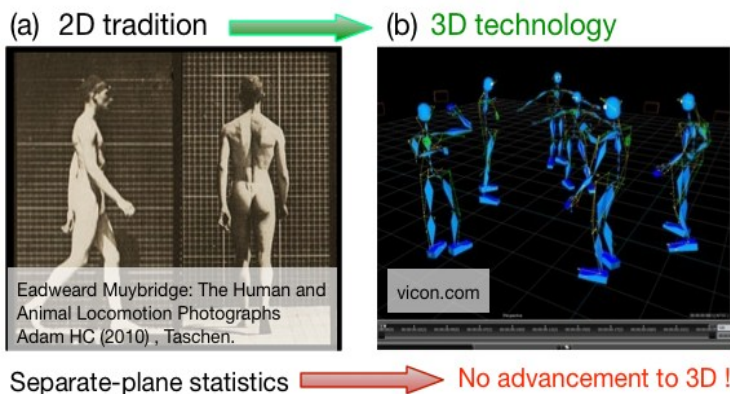 (a) 2D tradition
(b) 3D technology
Eadweard Muybridge: The Human and
Animal Locomotion Photographs
Adam HC (2010) , Taschen.
vicon.com
Separate-plane statistics
No advancement to 3D !